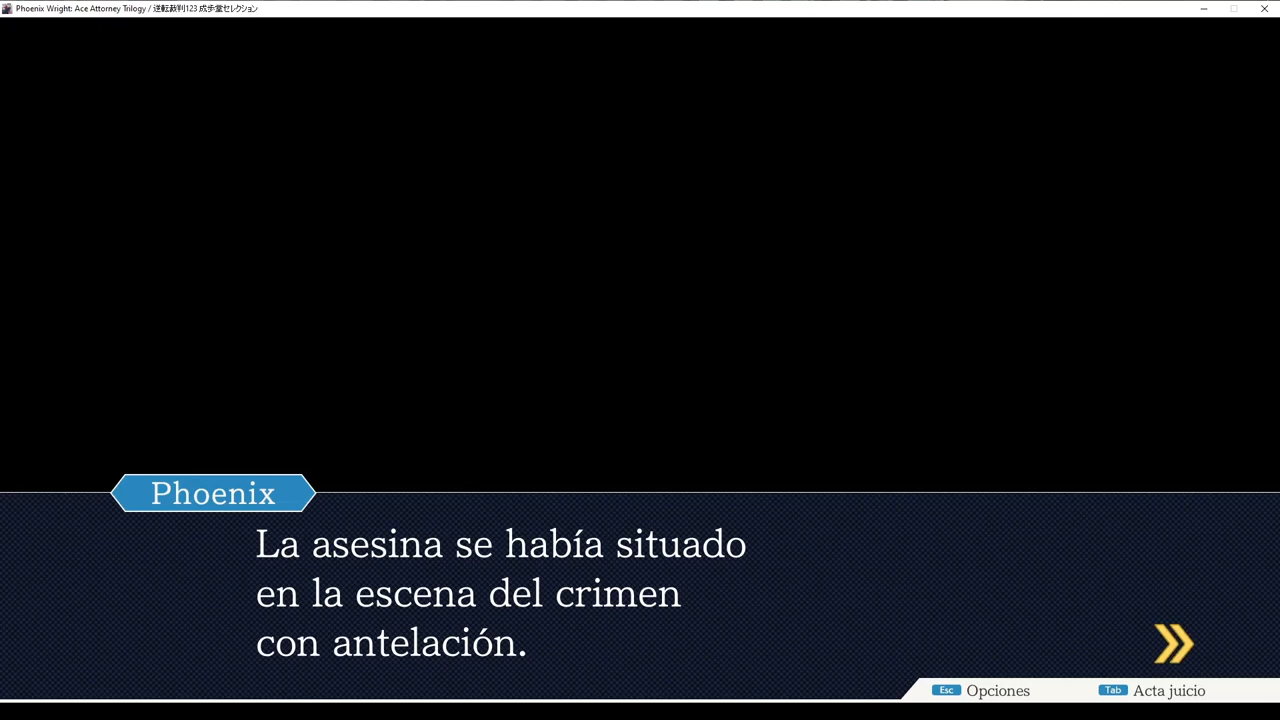 Phoenix Wright: Ace Attorney Trilogy / 逆転裁判123 成歩堂セレクション
Phoenix
La asesina se había situado
en la escena del crimen
con antelación.
Esc Opciones Tab Acta juicio